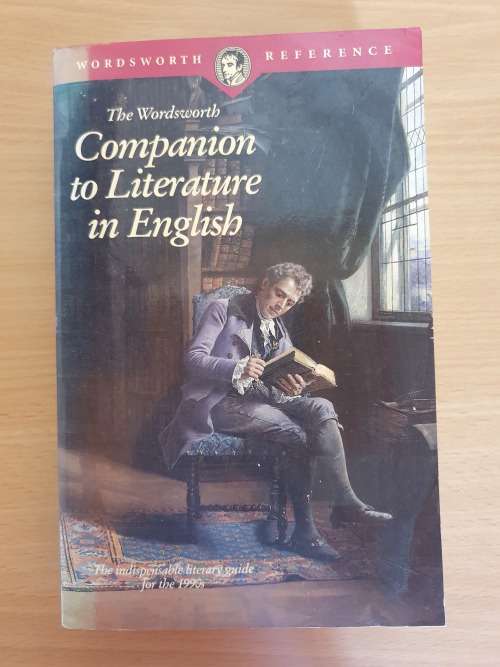 WORDSWORTH REFERENCE
The Wordsworth
Companion
to Literature
in English
The indispensable literary guide
for the 1990s